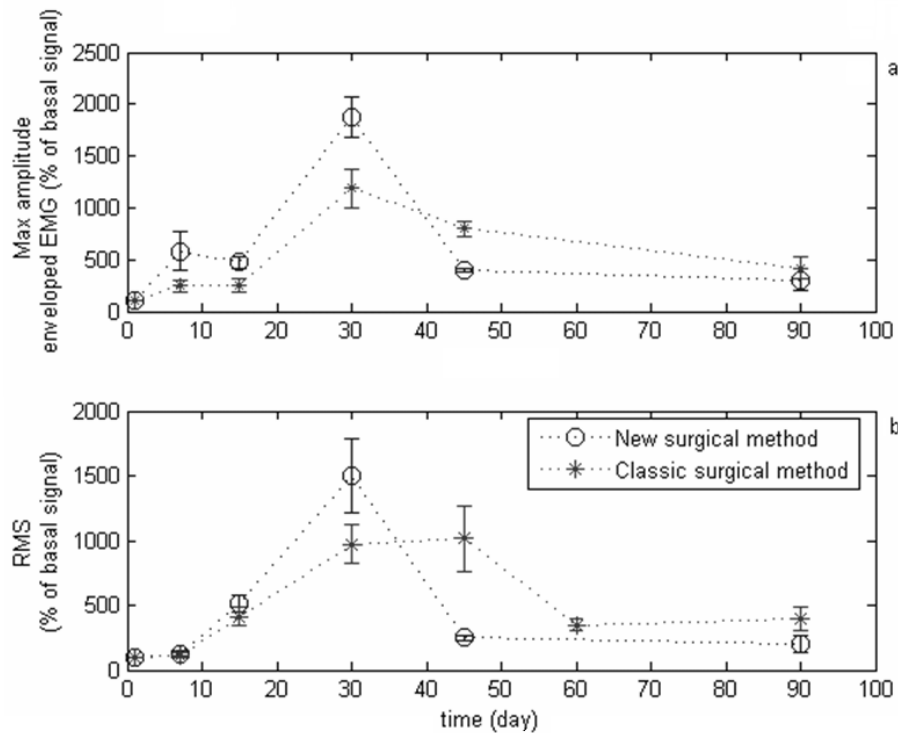 a
2500
2000
1500
1000
500
0
Max amplitude
enveloped EMG (% of basal signal)
0 10 20 30 40 50 60 70 80 90 100
b
2000
1500
1000
500
0
RMS
(% of basal signal)
New surgical method
Classic surgical method
0 10 20 30 40 50 60 70 80 90 100
time (day)